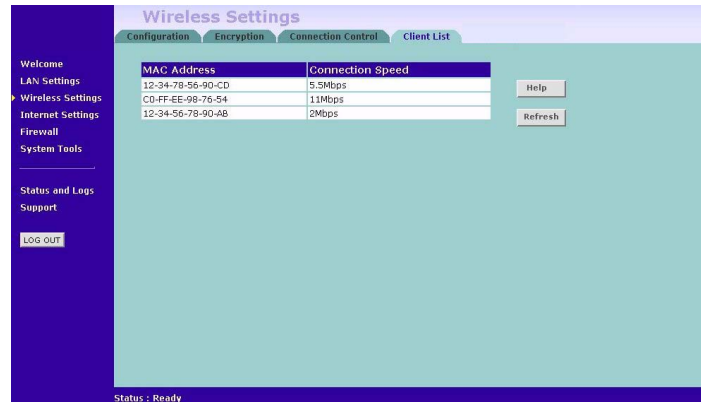 Wireless Settings
Configuration Encryption Connection Control Client List
Welcome
LAN Settings
Wireless Settings
Internet Settings
Firewall
System Tools
Status and Logs
Support
LOG OUT
MAC Address Connection Speed
12-34-78-56-90-CD 5.5Mbps
C0-FF-EE-98-76-54 11Mbps
12-34-56-78-90-AB 2Mbps
Help
Refresh
Status : Ready